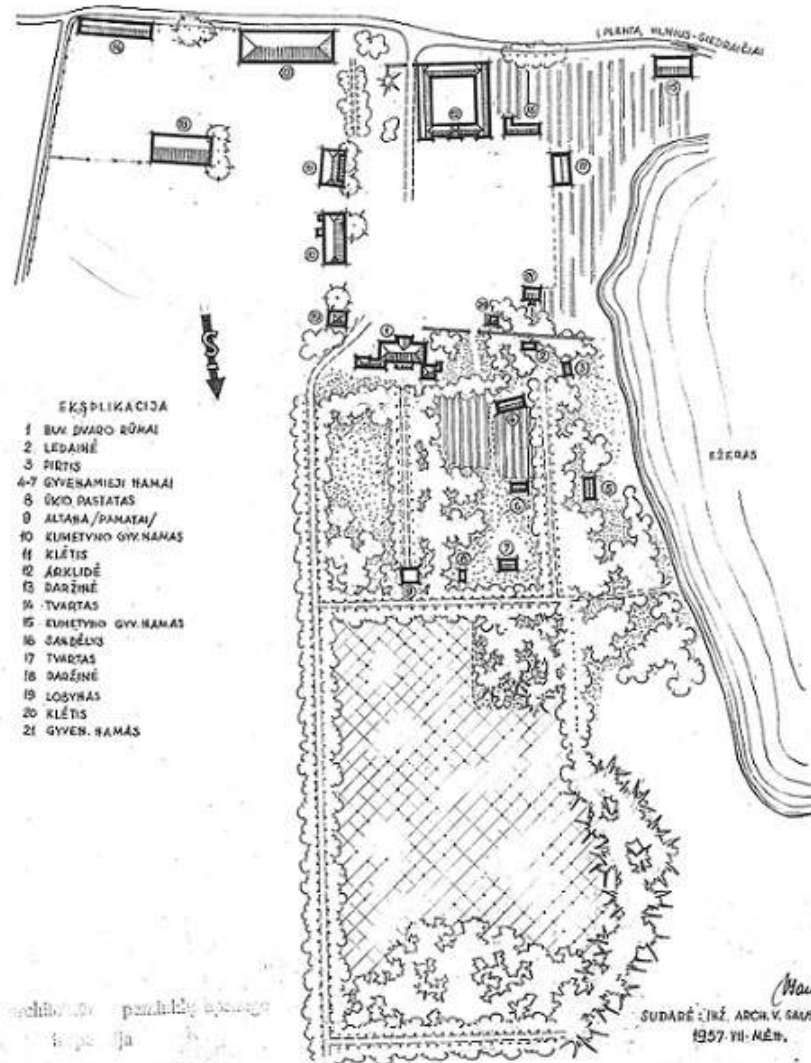 Į PLENTĄ VILNIUS-GIEDRAIČIAI
EŽERAS
S
EKSPLIKACIJA
1 BUV. DVARO RŪMAI
2 LEDAINĖ
3 PIRTIS
4-7 GYVENAMIEJI NAMAI
8 ŪKIO PASTATAS
9 ALTANA /PAMATAI/
10 KUMETYNO GYV. NAMAS
11 KLĖTIS
12 ARKLIDĖ
13 DARŽINĖ
14 TVARTAS
15 KUMETYNO GYV. NAMAS
16 SANDĖLYS
17 TVARTAS
18 DARŽINĖ
19 LOBYNAS
20 KLĖTIS
21 GYVEN. NAMAS
SUDARĖ: INŽ. ARCH. V. GAUS
1957-VII-MĖN.